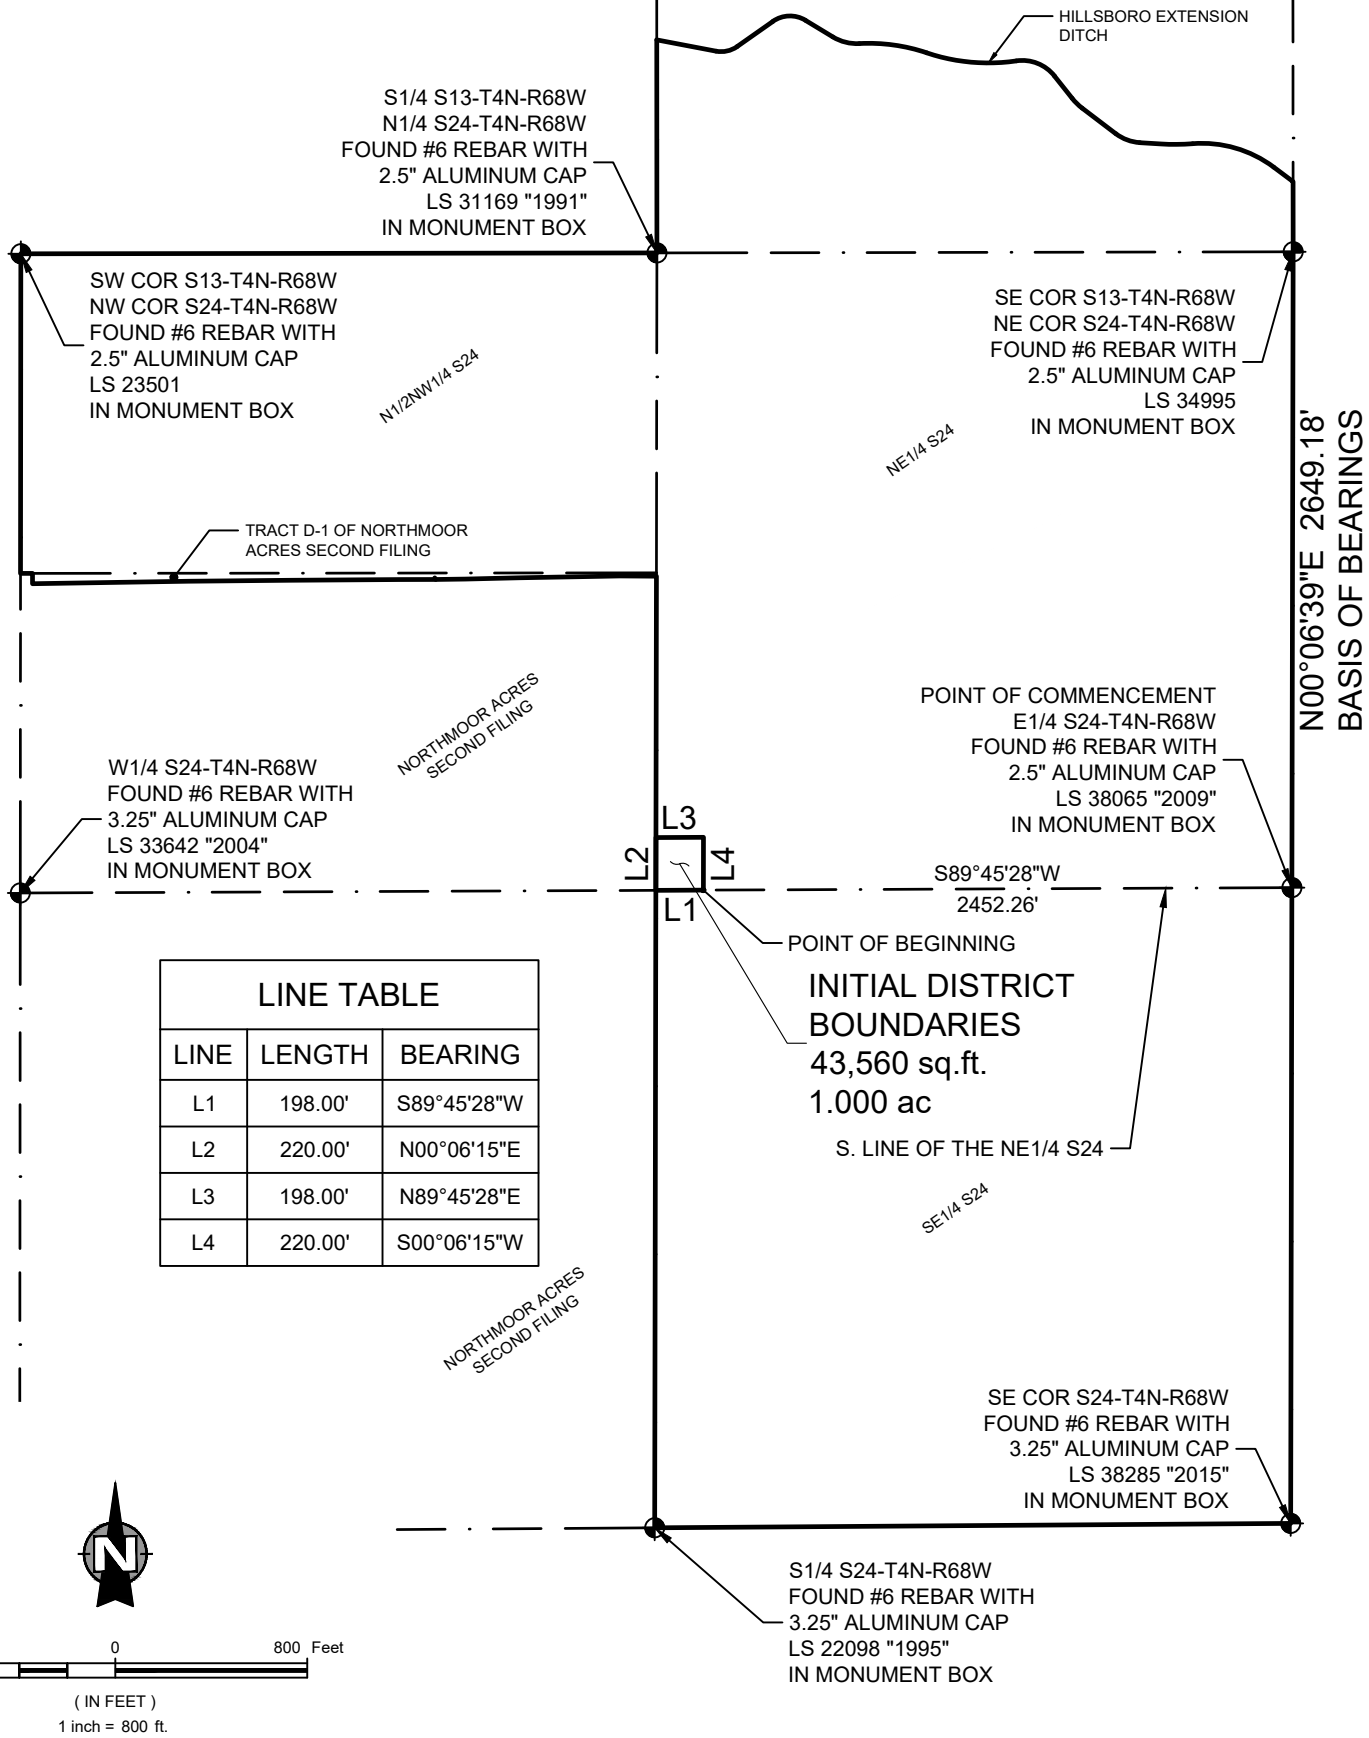 HILLSBORO EXTENSION
DITCH
S1/4 S13-T4N-R68W
N1/4 S24-T4N-R68W
FOUND #6 REBAR WITH
2.5" ALUMINUM CAP
LS 31169 "1991"
IN MONUMENT BOX
SW COR S13-T4N-R68W
NW COR S24-T4N-R68W
FOUND #6 REBAR WITH
2.5" ALUMINUM CAP
LS 23501
IN MONUMENT BOX
N1/2NW1/4 S24
SE COR S13-T4N-R68W
NE COR S24-T4N-R68W
FOUND #6 REBAR WITH
2.5" ALUMINUM CAP
LS 34995
IN MONUMENT BOX
NE1/4 S24
N00°06'39"E 2649.18'
BASIS OF BEARINGS
TRACT D-1 OF NORTHMOOR
ACRES SECOND FILING
NORTHMOOR ACRES
SECOND FILING
POINT OF COMMENCEMENT
E1/4 S24-T4N-R68W
FOUND #6 REBAR WITH
2.5" ALUMINUM CAP
LS 38065 "2009"
IN MONUMENT BOX
W1/4 S24-T4N-R68W
FOUND #6 REBAR WITH
3.25" ALUMINUM CAP
LS 33642 "2004"
IN MONUMENT BOX
L3
L2
L4
L1
S89°45'28"W
2452.26'
POINT OF BEGINNING
INITIAL DISTRICT
BOUNDARIES
43,560 sq.ft.
1.000 ac
S. LINE OF THE NE1/4 S24
SE1/4 S24
LINE TABLE
LINE LENGTH BEARING
L1 198.00' S89°45'28"W
L2 220.00' N00°06'15"E
L3 198.00' N89°45'28"E
L4 220.00' S00°06'15"W
NORTHMOOR ACRES
SECOND FILING
SE COR S24-T4N-R68W
FOUND #6 REBAR WITH
3.25" ALUMINUM CAP
LS 38285 "2015"
IN MONUMENT BOX
N
S1/4 S24-T4N-R68W
FOUND #6 REBAR WITH
3.25" ALUMINUM CAP
LS 22098 "1995"
IN MONUMENT BOX
0 800 Feet
( IN FEET )
1 inch = 800 ft.